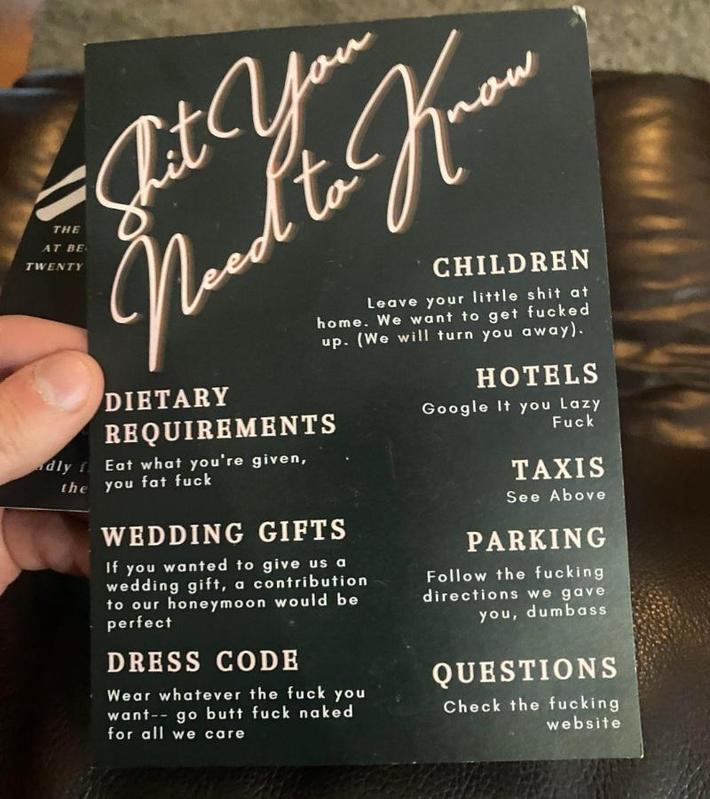 Shit You
Need to Know
CHILDREN
Leave your little shit at
home. We want to get fucked
up. (We will turn you away).
HOTELS
Google It you Lazy
Fuck
TAXIS
See Above
PARKING
Follow the fucking
directions we gave
you, dumbass
QUESTIONS
Check the fucking
website
DIETARY
REQUIREMENTS
Eat what you're given,
you fat fuck
WEDDING GIFTS
If you wanted to give us a
wedding gift, a contribution
to our honeymoon would be
perfect
DRESS CODE
Wear whatever the fuck you
want-- go butt fuck naked
for all we care
THE
AT BE
TWENTY
the